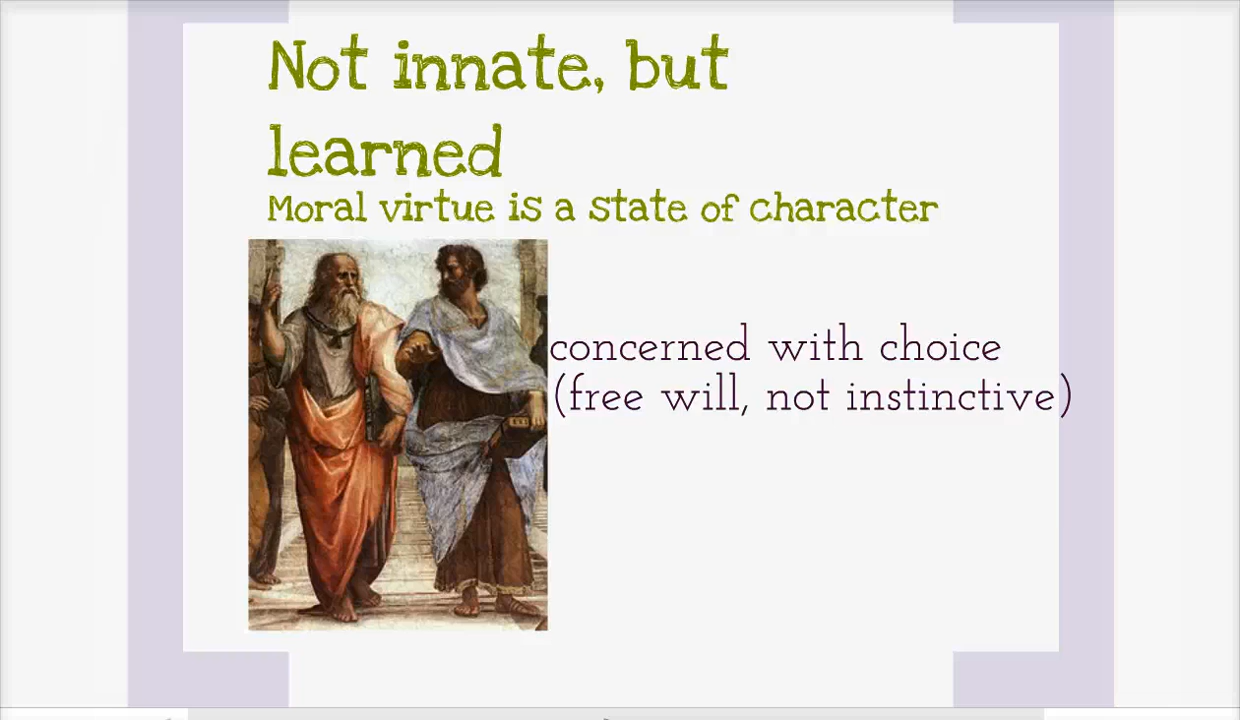 Not innate, but
learned
Moral virtue is a state of character
concerned with choice
(free will, not instinctive)